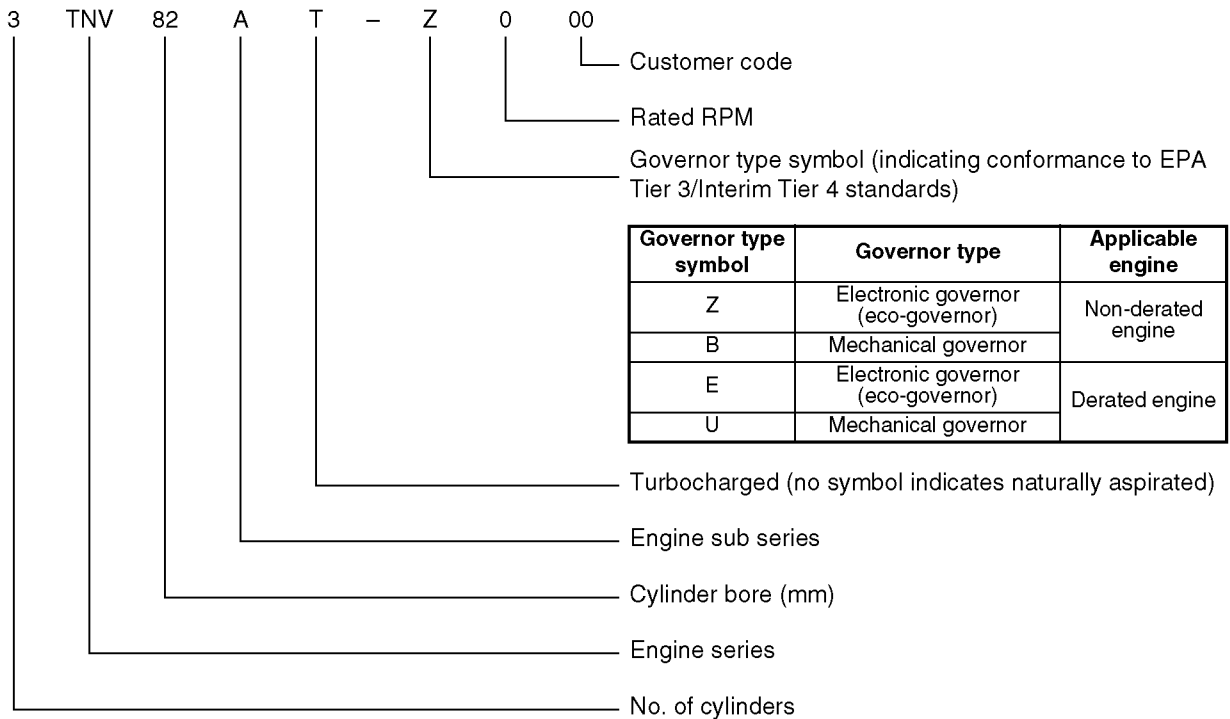 3 TNV 82 A T – Z 0 00
Customer code
Rated RPM
Governor type symbol (indicating conformance to EPA
Tier 3/Interim Tier 4 standards)
Governor type symbol Governor type Applicable engine
Z Electronic governor (eco-governor) Non-derated engine
B Mechanical governor
E Electronic governor (eco-governor) Derated engine
U Mechanical governor
Turbocharged (no symbol indicates naturally aspirated)
Engine sub series
Cylinder bore (mm)
Engine series
No. of cylinders